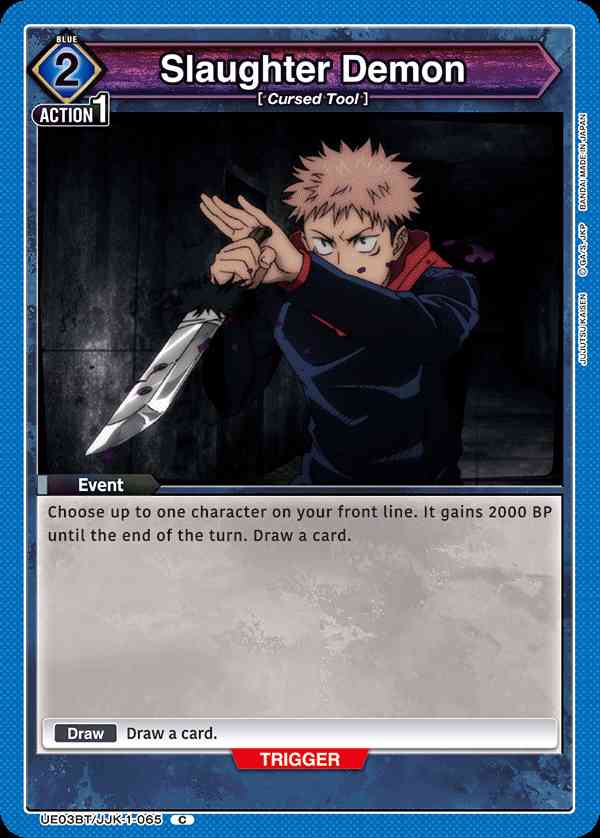 BLUE
2
Slaughter Demon
[ Cursed Tool ]
ACTION 1
BANDAI MADE IN JAPAN
© GA/S, JKP
JUJUTSU KAISEN
Event
Choose up to one character on your front line. It gains 2000 BP
until the end of the turn. Draw a card.
Draw Draw a card.
TRIGGER
UE03BT/JJK-1-065 C